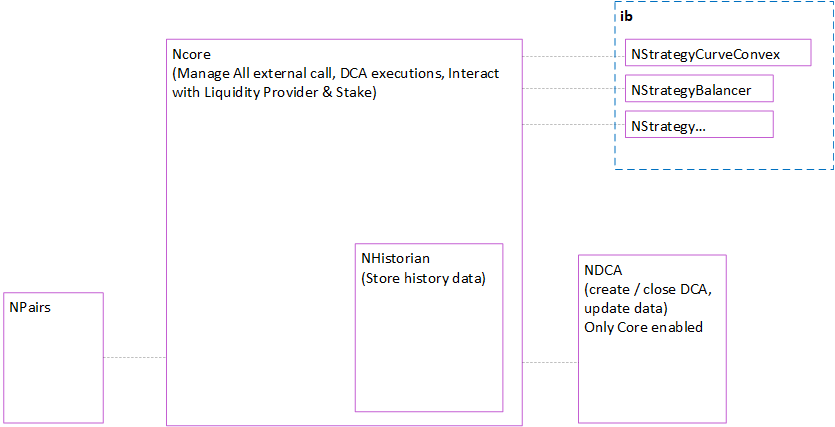 ib
NStrategyCurveConvex
NStrategyBalancer
NStrategy...
Ncore
(Manage All external call, DCA executions, Interact
with Liquidity Provider & Stake)
NHistorian
(Store history data)
NDCA
(create / close DCA,
update data)
Only Core enabled
NPairs